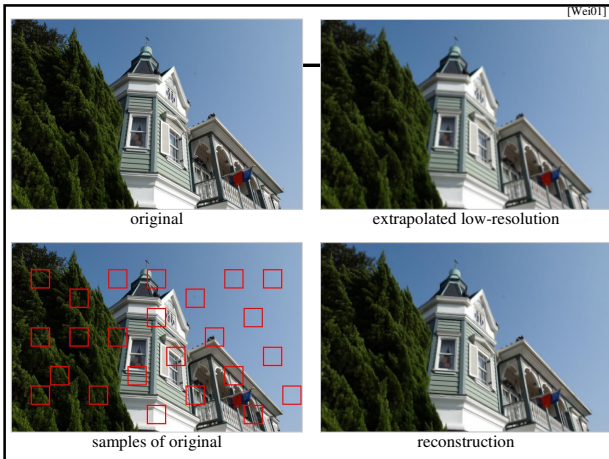 [Wei01]
original
extrapolated low-resolution
samples of original
reconstruction